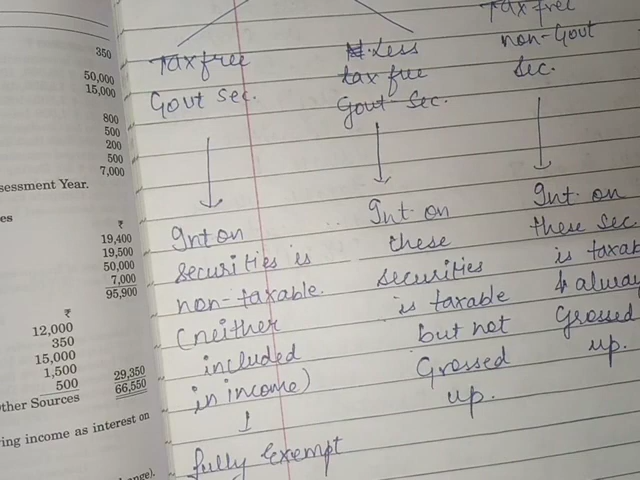 350
50,000
15,000
800
500
200
500
7,000
sessment Year.
es
₹
19,400
19,500
50,000
7,000
95,900
₹
12,000
350
15,000
1,500
500
29,350
66,550
ther Sources
ing income as interest on
ange).
Tax free
Govt sec.
Int on
securities is
non-taxable.
(neither
included
in income)
fully exempt
Less
tax free
Govt Sec.
Int. on
these
securities
is taxable
but not
Grossed
up.
Tax free
non-Govt
Sec.
Int. on
these sec.
is taxab
& alway
Grossed
up.